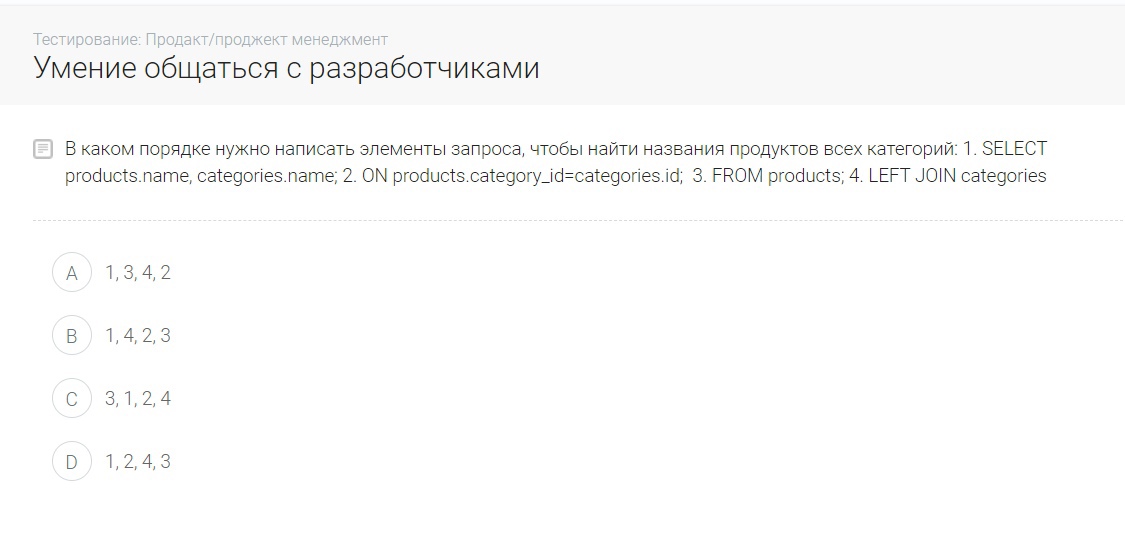 Тестирование: Продакт/проджект менеджмент
Умение общаться с разработчиками
В каком порядке нужно написать элементы запроса, чтобы найти названия продуктов всех категорий: 1. SELECT
products.name, categories.name; 2. ON products.category_id=categories.id;  3. FROM products; 4. LEFT JOIN categories
A 1, 3, 4, 2
B 1, 4, 2, 3
C 3, 1, 2, 4
D 1, 2, 4, 3